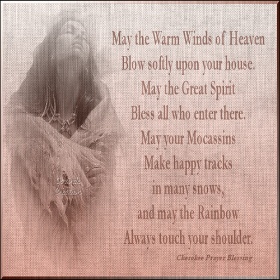 May the Warm Winds of Heaven
Blow softly upon your house.
May the Great Spirit
Bless all who enter there.
May your Mocassins
Make happy tracks
in many snows,
and may the Rainbow
Always touch your shoulder.
Cherokee Prayer Blessing